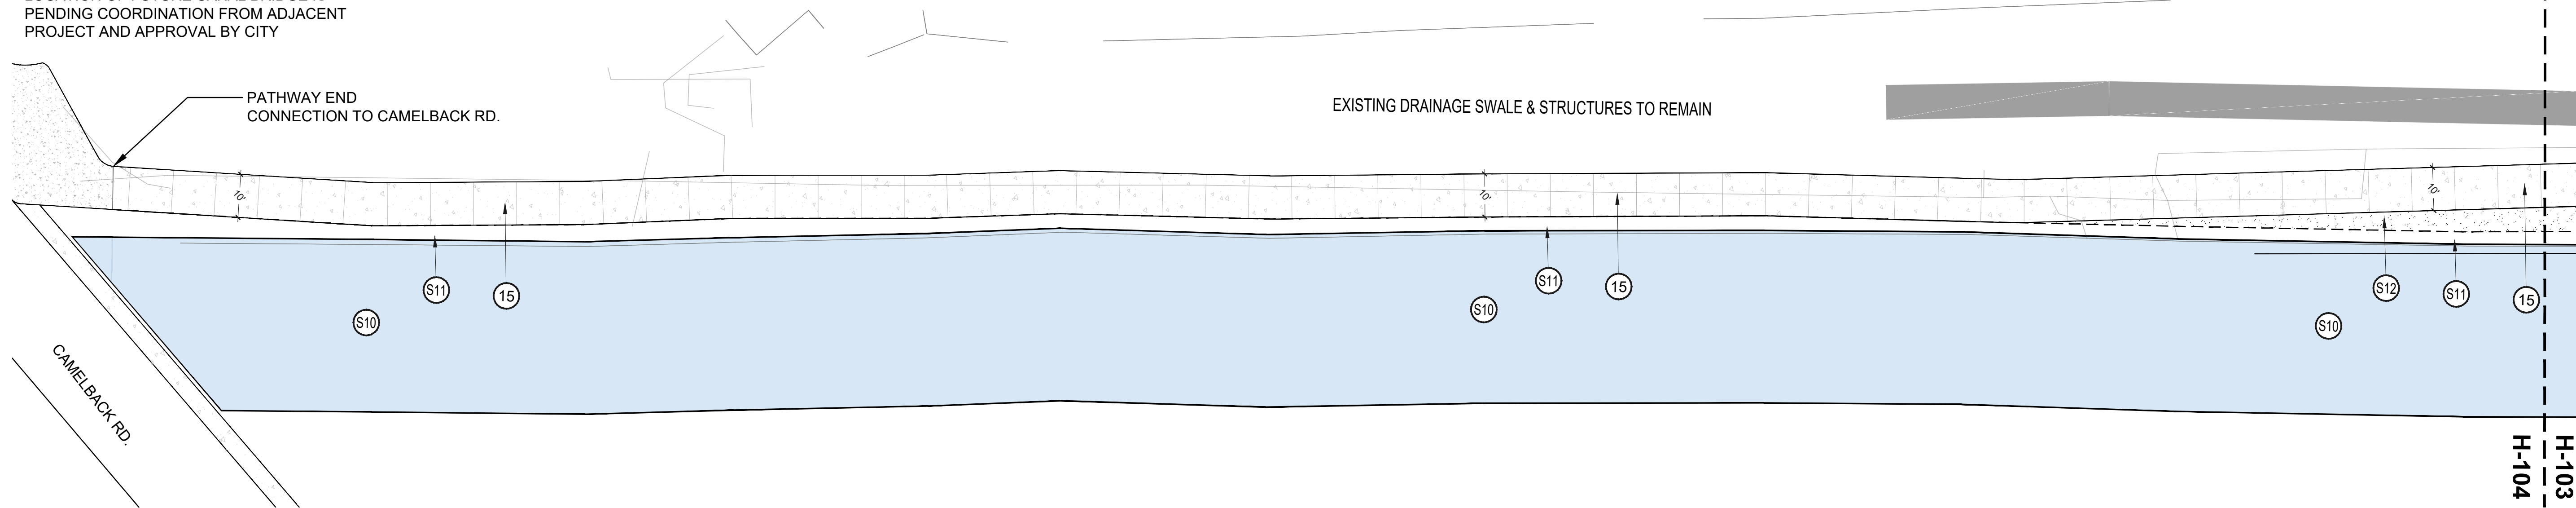 PENDING COORDINATION FROM ADJACENT
PROJECT AND APPROVAL BY CITY
PATHWAY END
CONNECTION TO CAMELBACK RD.
EXISTING DRAINAGE SWALE & STRUCTURES TO REMAIN
10'
10'
10'
S11
15
S10
S11
15
S10
S12
S11
15
S10
CAMELBACK RD.
H-104
H-103